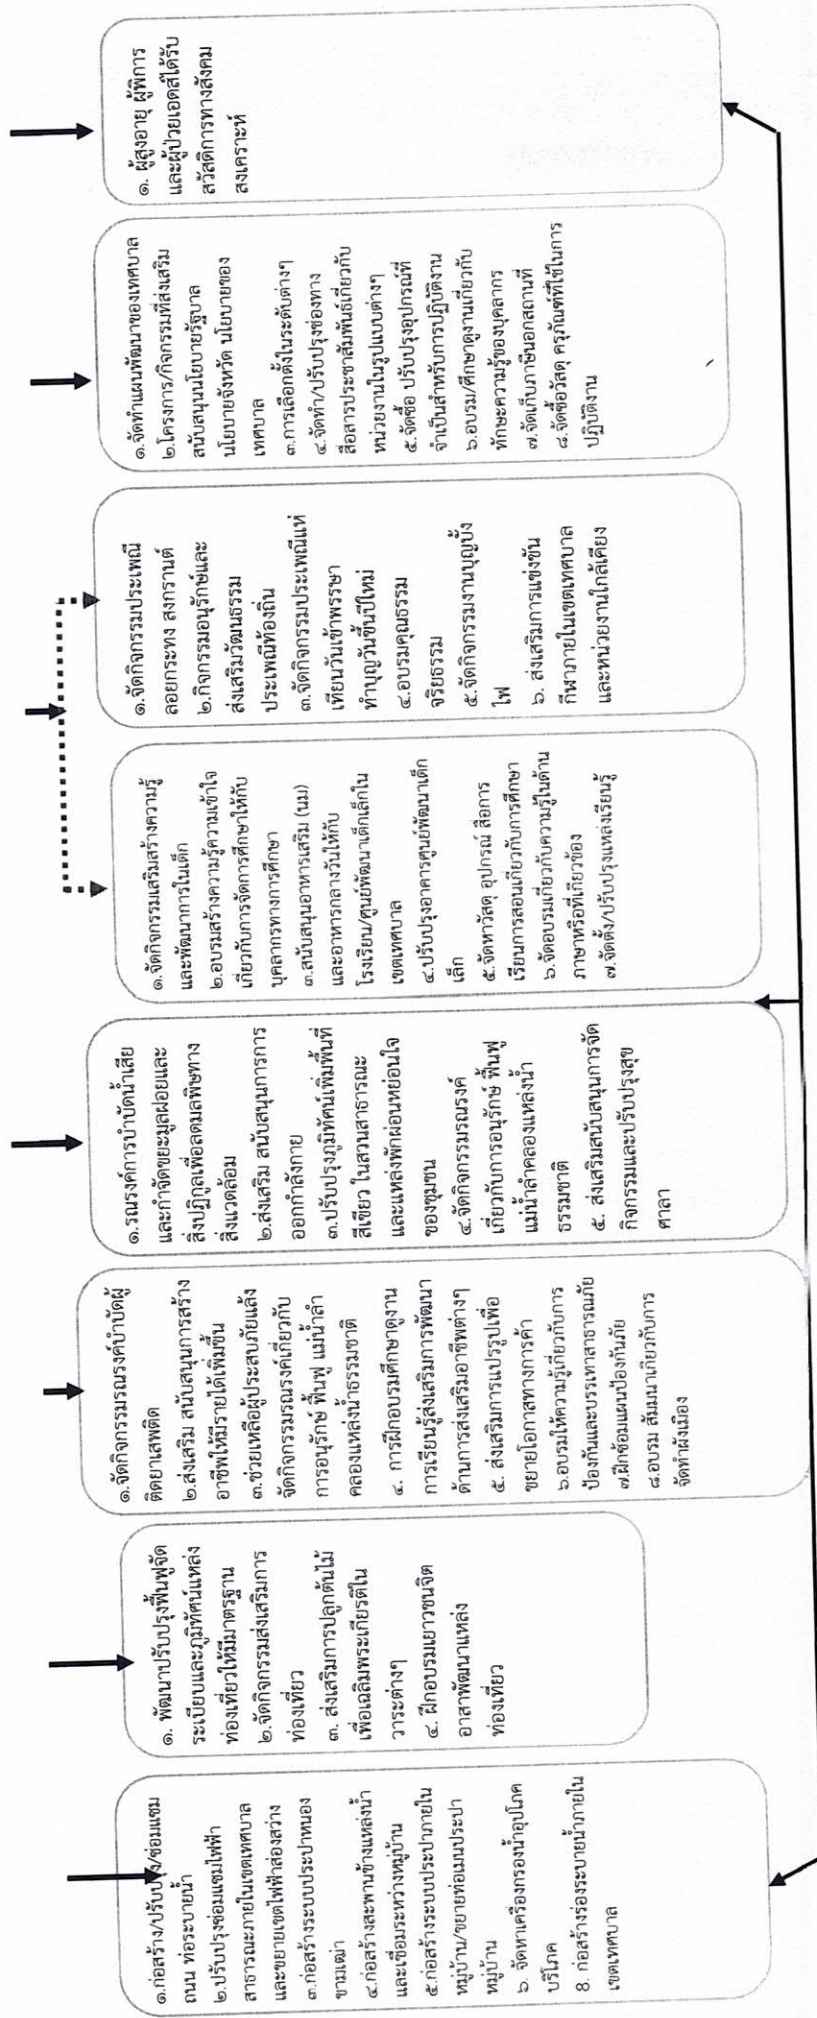 ๑.ก่อสร้าง/ปรับปรุง/ซ่อมแซม
ถนน ท่อระบายน้ำ
๒.ปรับปรุงซ่อมแซมไฟฟ้า
สาธารณะภายในเขตเทศบาล
และขยายเขตไฟฟ้าส่องสว่าง
๓.ก่อสร้างระบบประปาหนอง
ขามเฒ่า
๔.ก่อสร้างสะพานข้างแหล่งน้ำ
และเชื่อมระหว่างหมู่บ้าน
๕.ก่อสร้างระบบประปาภายใน
หมู่บ้าน/ขยายท่อเมนประปา
หมู่บ้าน
๖. จัดหาเครื่องกรองน้ำอุปโภค
บริโภค
8. ก่อสร้างร่องระบายน้ำภายใน
เขตเทศบาล
๑. พัฒนาปรับปรุงฟื้นฟูจัด
ระเบียบและภูมิทัศน์แหล่ง
ท่องเที่ยวให้มีมาตรฐาน
๒.จัดกิจกรรมส่งเสริมการ
ท่องเที่ยว
๓. ส่งเสริมการปลูกต้นไม้
เพื่อเฉลิมพระเกียรติใน
วาระต่างๆ
๔. ฝึกอบรมเยาวชนจิต
อาสาพัฒนาแหล่ง
ท่องเที่ยว
๑.จัดกิจกรรมรณรงค์บำบัดผู้
ติดยาเสพติด
๒.ส่งเสริม สนับสนุนการสร้าง
อาชีพให้มีรายได้เพิ่มขึ้น
๓.ช่วยเหลือผู้ประสบภัยแล้ง
จัดกิจกรรมรณรงค์เกี่ยวกับ
การอนุรักษ์ ฟื้นฟู แม่น้ำลำ
คลองแหล่งน้ำธรรมชาติ
๔. การฝึกอบรมศึกษาดูงาน
การเรียนรู้ส่งเสริมการพัฒนา
ด้านการส่งเสริมอาชีพต่างๆ
๕. ส่งเสริมการแปรรูปเพื่อ
ขยายโอกาสทางการค้า
๖.อบรมให้ความรู้เกี่ยวกับการ
ป้องกันและบรรเทาสาธารณภัย
๗.ฝึกซ้อมแผนป้องกันภัย
๘.อบรม สัมมนาเกี่ยวกับการ
จัดทำผังเมือง
๑.รณรงค์การบำบัดน้ำเสีย
และกำจัดขยะมูลฝอยและ
สิ่งปฏิกูลเพื่อลดมลพิษทาง
สิ่งแวดล้อม
๒.ส่งเสริม สนับสนุนการการ
ออกกำลังกาย
๓.ปรับปรุงภูมิทัศน์เพิ่มพื้นที่
สีเขียว ในสวนสาธารณะ
และแหล่งพักผ่อนหย่อนใจ
ของชุมชน
๔.จัดกิจกรรมรณรงค์
เกี่ยวกับการอนุรักษ์ ฟื้นฟู
แม่น้ำลำคลองแหล่งน้ำ
ธรรมชาติ
๕. ส่งเสริมสนับสนุนการจัด
กิจกรรมและปรับปรุงสุข
ศาลา
๑.จัดกิจกรรมเสริมสร้างความรู้
และพัฒนาการในเด็ก
๒.อบรมสร้างความรู้ความเข้าใจ
เกี่ยวกับการจัดการศึกษาให้กับ
บุคลากรทางการศึกษา
๓.สนับสนุนอาหารเสริม (นม)
และอาหารกลางวันให้กับ
โรงเรียน/ศูนย์พัฒนาเด็กเล็กใน
เขตเทศบาล
๔.ปรับปรุงอาคารศูนย์พัฒนาเด็ก
เล็ก
๕.จัดหาวัสดุ อุปกรณ์ สื่อการ
เรียนการสอนเกี่ยวกับการศึกษา
๖.จัดอบรมเกี่ยวกับความรู้ในด้าน
ภาษาหรือที่เกี่ยวข้อง
๗.จัดตั้ง/ปรับปรุงแหล่งเรียนรู้
๑.จัดกิจกรรมประเพณี
ลอยกระทง สงกรานต์
๒.กิจกรรมอนุรักษ์และ
ส่งเสริมวัฒนธรรม
ประเพณีท้องถิ่น
๓.จัดกิจกรรมประเพณีแห่
เทียนวันเข้าพรรษา
ทำบุญวันขึ้นปีใหม่
๔.อบรมคุณธรรม
จริยธรรม
๕.จัดกิจกรรมงานบุญบั้ง
ไฟ
๖. ส่งเสริมการแข่งขัน
กีฬาภายในเขตเทศบาล
และหน่วยงานใกล้เคียง
๑.จัดทำแผนพัฒนาของเทศบาล
๒.โครงการ/กิจกรรมที่ส่งเสริม
สนับสนุนนโยบายรัฐบาล
นโยบายจังหวัด นโยบายของ
เทศบาล
๓.การเลือกตั้งในระดับต่างๆ
๔.จัดทำ/ปรับปรุงช่องทาง
สื่อสารประชาสัมพันธ์เกี่ยวกับ
หน่วยงานในรูปแบบต่างๆ
๕.จัดซื้อ ปรับปรุงอุปกรณ์ที่
จำเป็นสำหรับการปฏิบัติงาน
๖.อบรม/ศึกษาดูงานเกี่ยวกับ
ทักษะความรู้ของบุคลากร
๗.จัดเก็บภาษีนอกสถานที่
๘.จัดซื้อวัสดุ ครุภัณฑ์ที่ใช้ในการ
ปฏิบัติงาน
๑. ผู้สูงอายุ ผู้พิการ
และผู้ป่วยเอดส์ได้รับ
สวัสดิการทางสังคม
สงเคราะห์